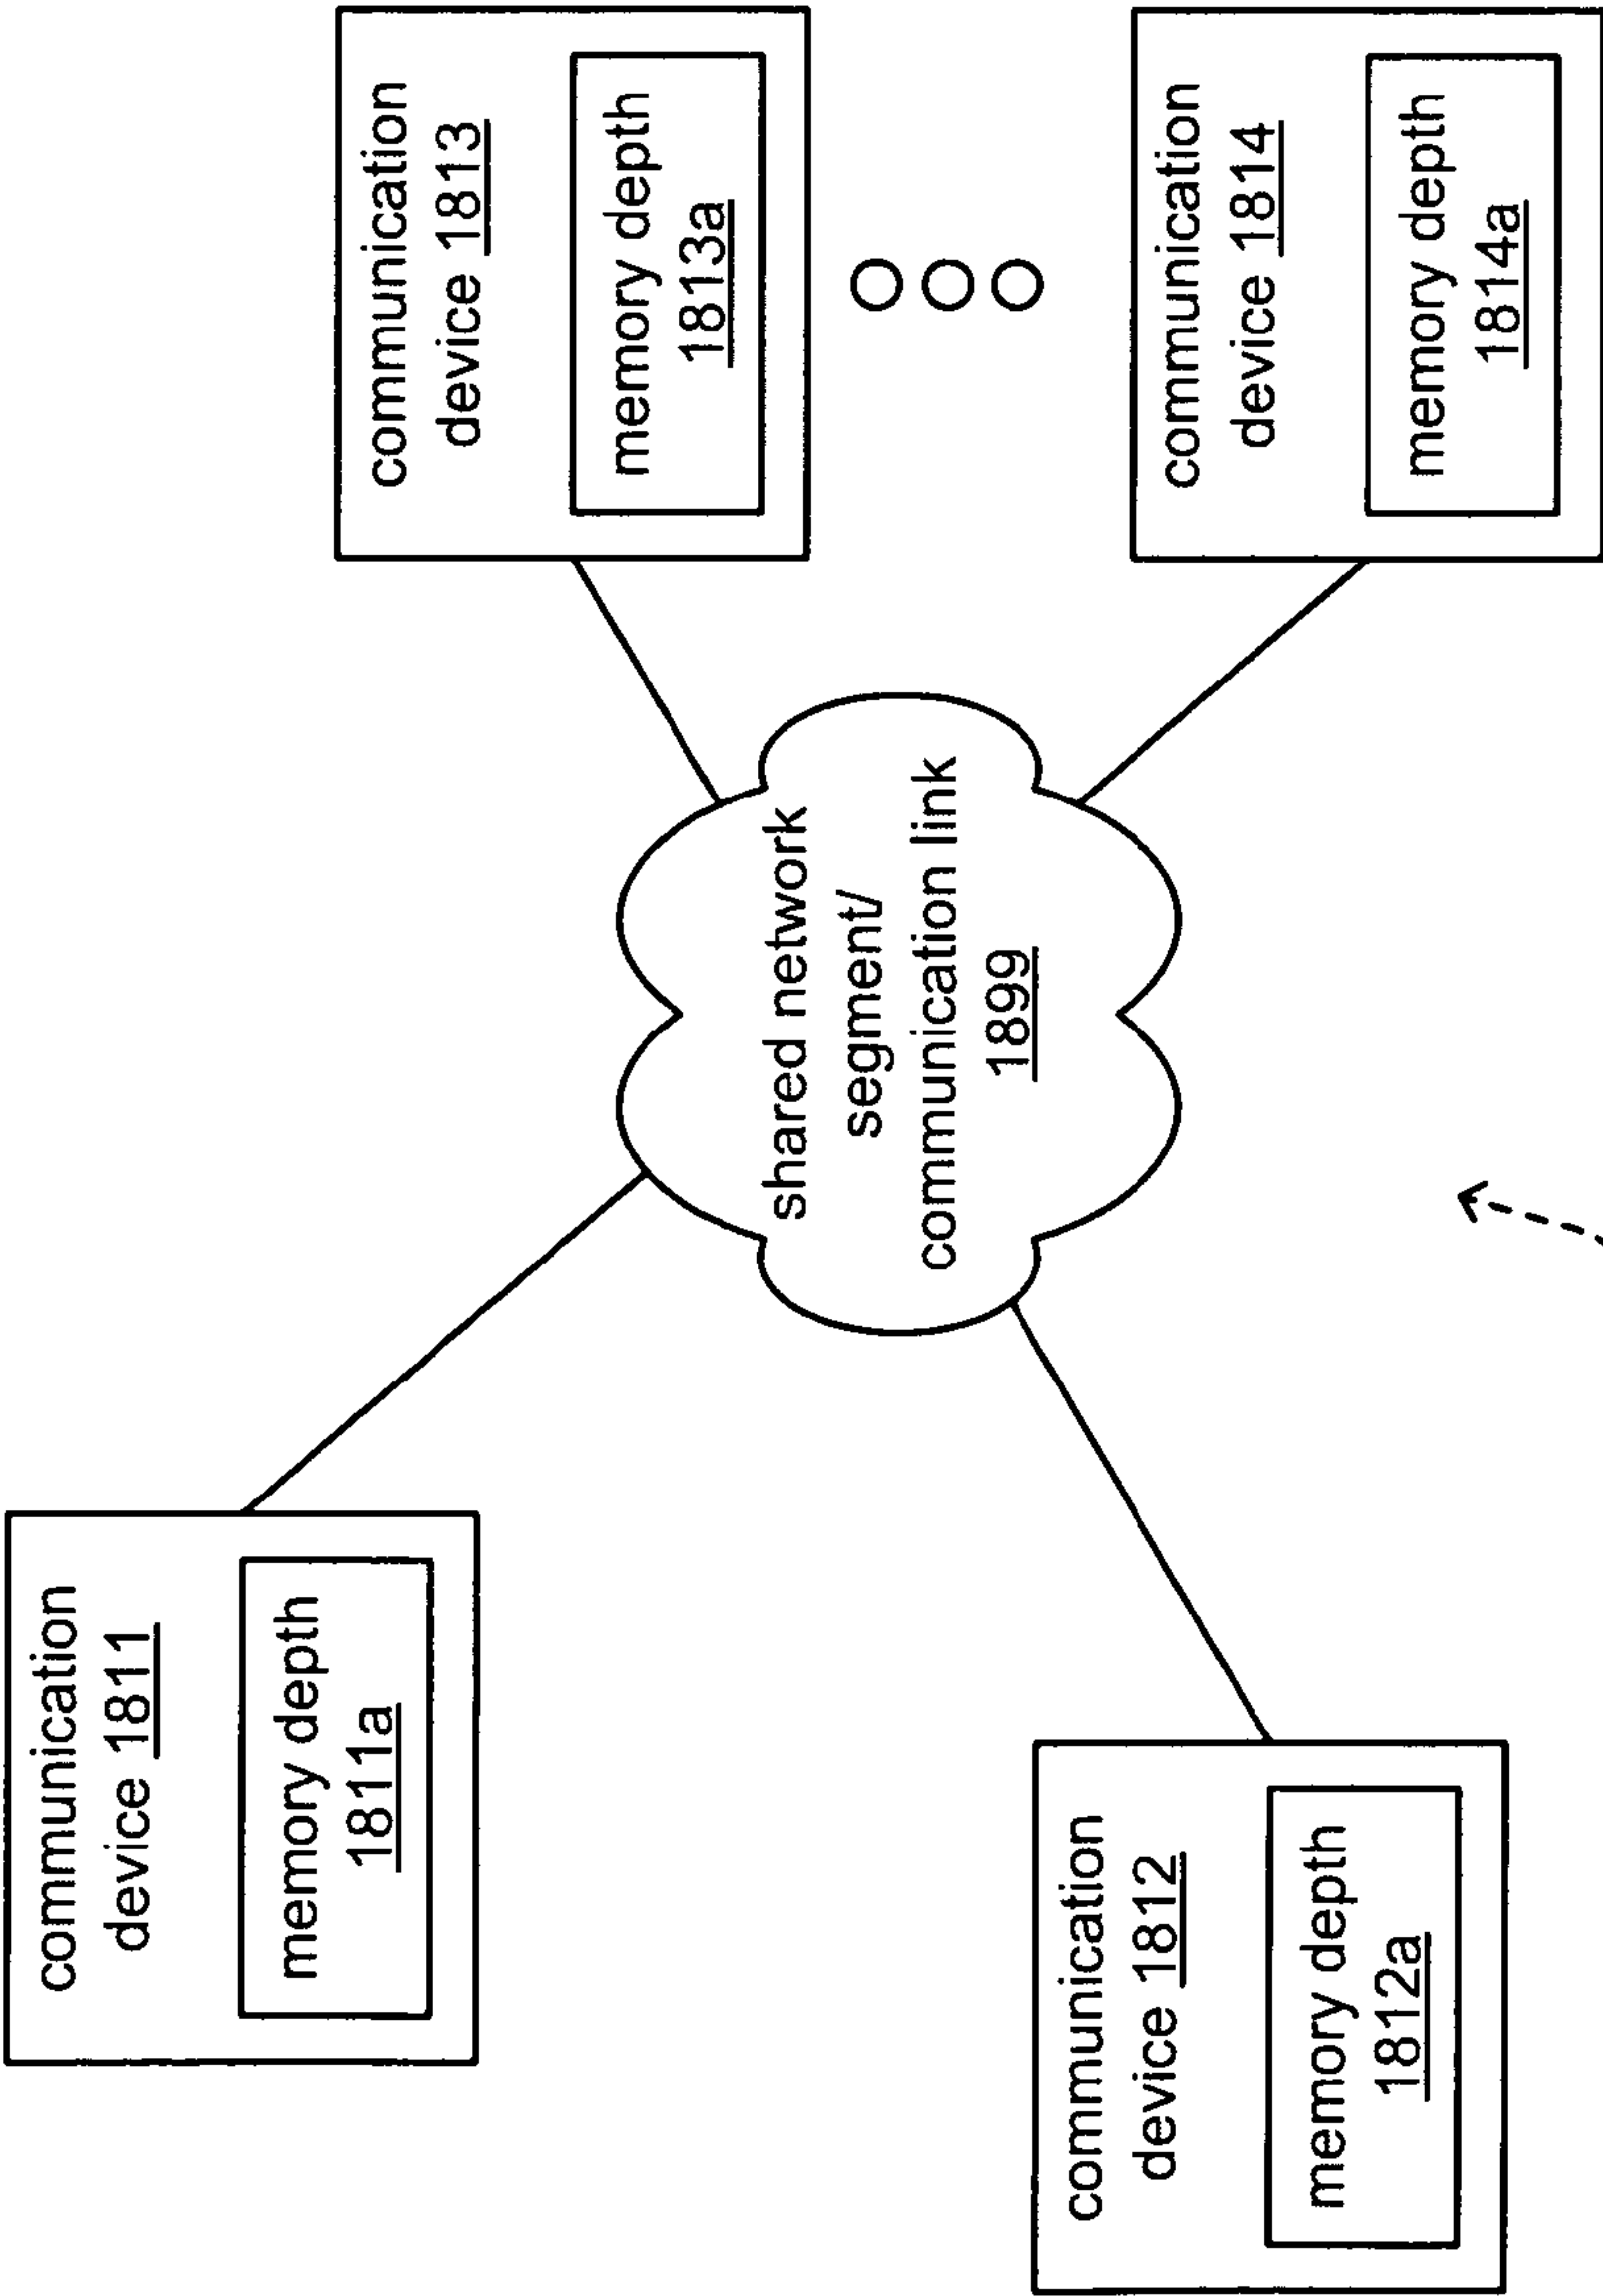 communication
device 1811
memory depth
1811a
communication
device 1812
memory depth
1812a
shared network
segment/
communication link
1899
communication
device 1813
memory depth
1813a
communication
device 1814
memory depth
1814a